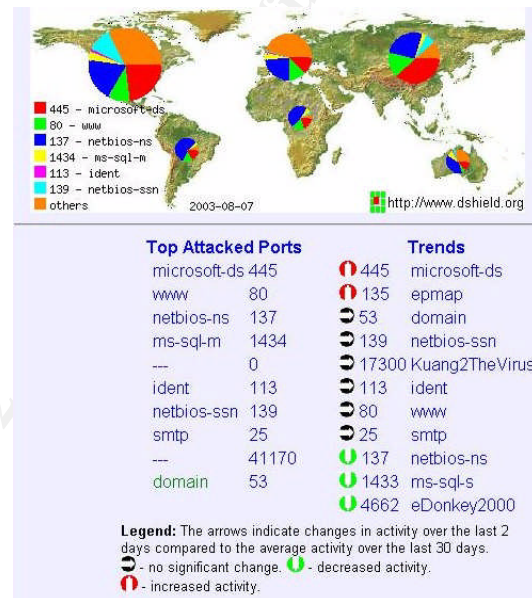 445 - microsoft-ds
80 - www
137 - netbios-ns
1434 - ms-sql-m
113 - ident
139 - netbios-ssn
others
2003-08-07
http://www.dshield.org
Top Attacked Ports
microsoft-ds 445
www 80
netbios-ns 137
ms-sql-m 1434
--- 0
ident 113
netbios-ssn 139
smtp 25
--- 41170
domain 53
Trends
445 microsoft-ds
135 epmap
53 domain
139 netbios-ssn
17300 Kuang2TheVirus
113 ident
80 www
25 smtp
137 netbios-ns
1433 ms-sql-s
4662 eDonkey2000
Legend: The arrows indicate changes in activity over the last 2
days compared to the average activity over the last 30 days.
- no significant change. - decreased activity.
- increased activity.